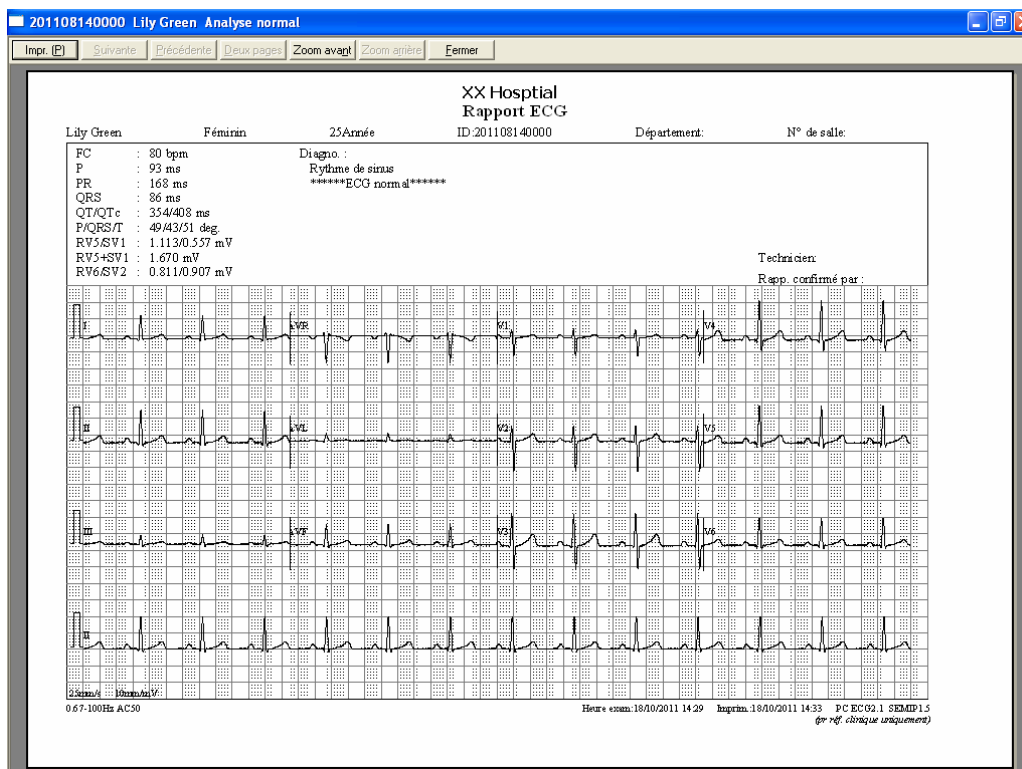 201108140000 Lily Green Analyse normal
Impr. (P) Suivante Précédente Deux pages Zoom avant Zoom arrière Fermer
XX Hosptial
Rapport ECG
Lily Green Féminin 25Année ID:201108140000 Département: N° de salle:
FC : 80 bpm Diagno. :
P : 93 ms Rythme de sinus
PR : 168 ms ******ECG normal******
QRS : 86 ms
QT/QTc : 354/408 ms
P/QRS/T : 49/43/51 deg.
RV5/SV1 : 1.113/0.557 mV
RV5+SV1 : 1.670 mV Technicien:
RV6/SV2 : 0.811/0.907 mV
Rapp. confirmé par :
I aVR V1 V4
II aVL V2 V5
III aVF V3 V6
II
25mm/s 10mm/mV
0.67-100Hz AC50 Heure exam:18/10/2011 14:29 Imprim.:18/10/2011 14:33 PC ECG2.1 SEMIP1.5
(pr réf. clinique uniquement)